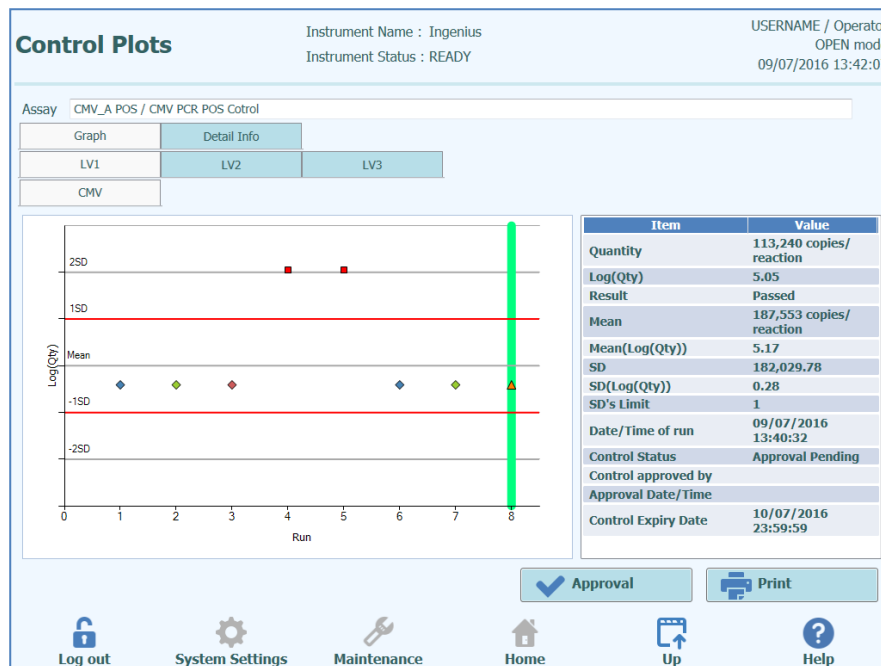 Control Plots
Instrument Name : Ingenius
Instrument Status : READY
USERNAME / Operato
OPEN mod
09/07/2016 13:42:0
Assay CMV_A POS / CMV PCR POS Cotrol
Graph Detail Info
LV1 LV2 LV3
CMV
2SD
1SD
Mean
-1SD
-2SD
Log(Qty)
0 1 2 3 4 5 6 7 8
Run
Item Value
Quantity 113,240 copies/
reaction
Log(Qty) 5.05
Result Passed
Mean 187,553 copies/
reaction
Mean(Log(Qty)) 5.17
SD 182,029.78
SD(Log(Qty)) 0.28
SD's Limit 1
Date/Time of run 09/07/2016
13:40:32
Control Status Approval Pending
Control approved by
Approval Date/Time
Control Expiry Date 10/07/2016
23:59:59
Approval Print
Log out System Settings Maintenance Home Up Help